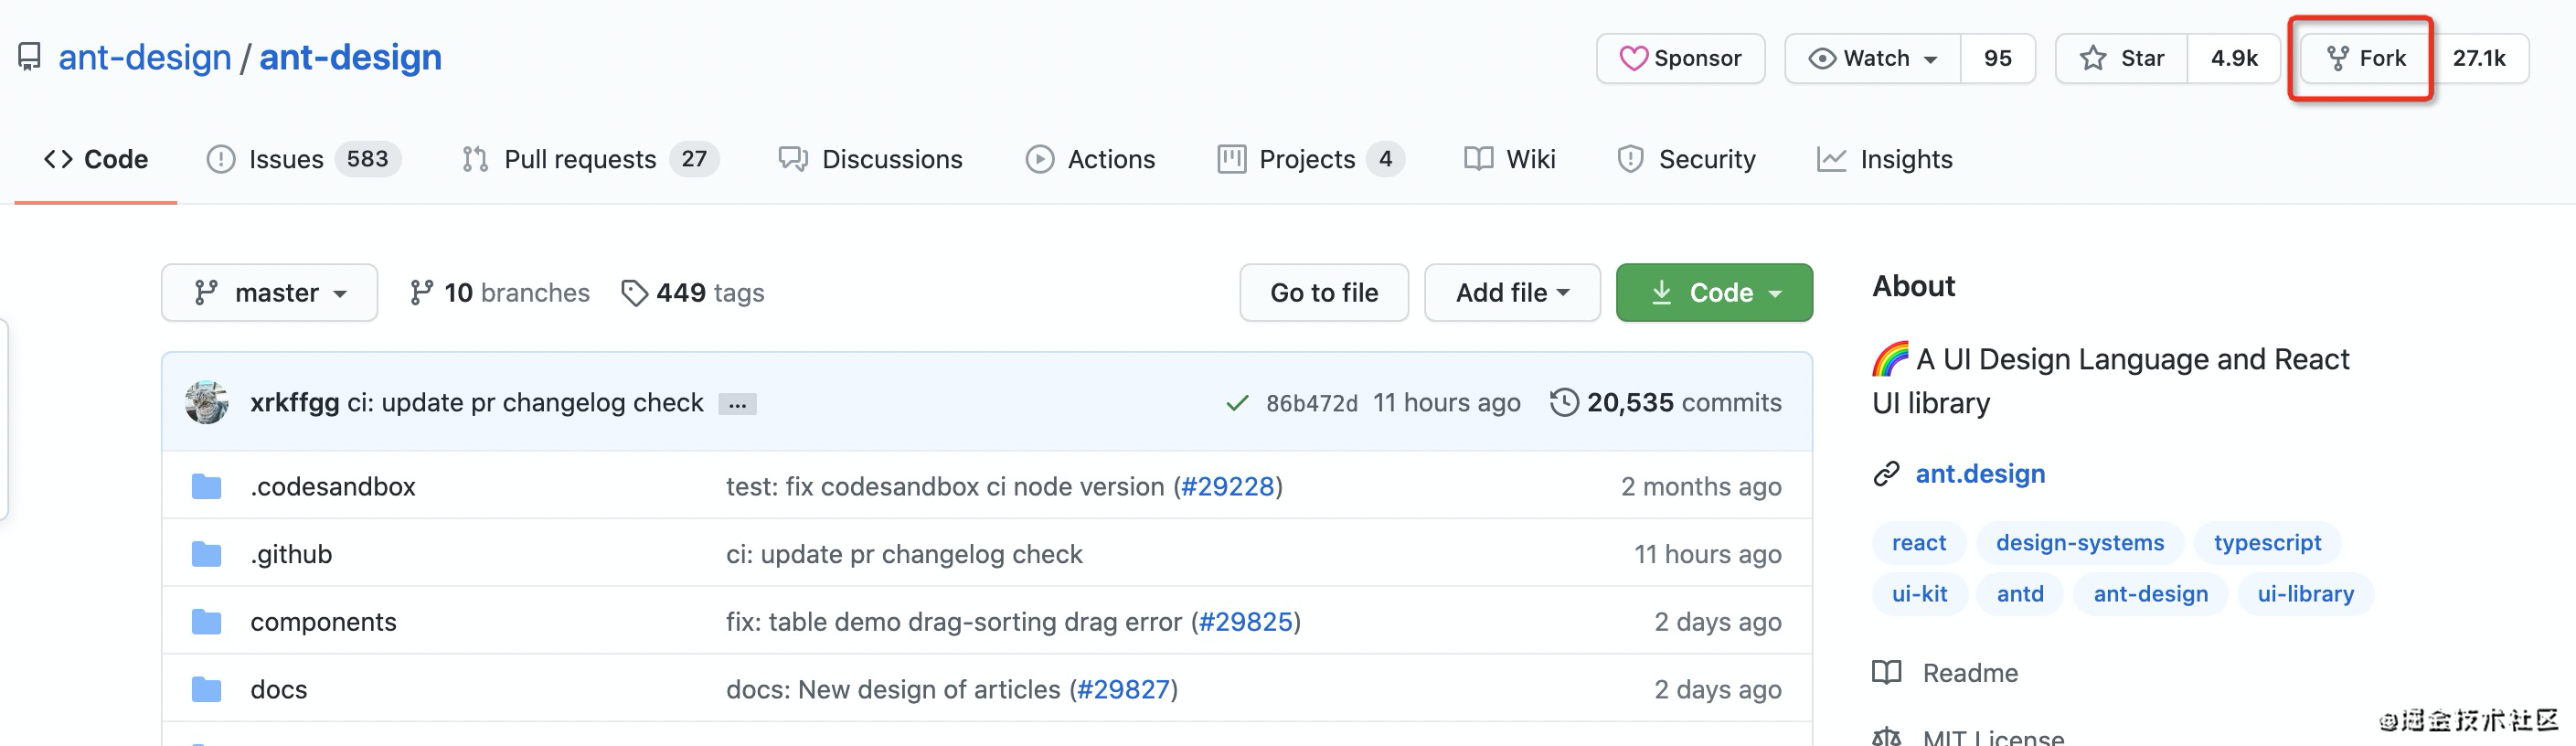 ant-design / ant-design
Sponsor
Watch 95
Star 4.9k
Fork 27.1k
Code
Issues 583
Pull requests 27
Discussions
Actions
Projects 4
Wiki
Security
Insights
master
10 branches
449 tags
Go to file
Add file
Code
xrkffgg ci: update pr changelog check ... 86b472d 11 hours ago 20,535 commits
.codesandbox test: fix codesandbox ci node version (#29228) 2 months ago
.github ci: update pr changelog check 11 hours ago
components fix: table demo drag-sorting drag error (#29825) 2 days ago
docs docs: New design of articles (#29827) 2 days ago
About
🌈 A UI Design Language and React
UI library
ant.design
react design-systems typescript
ui-kit antd ant-design ui-library
Readme
MIT License
@掘金技术社区